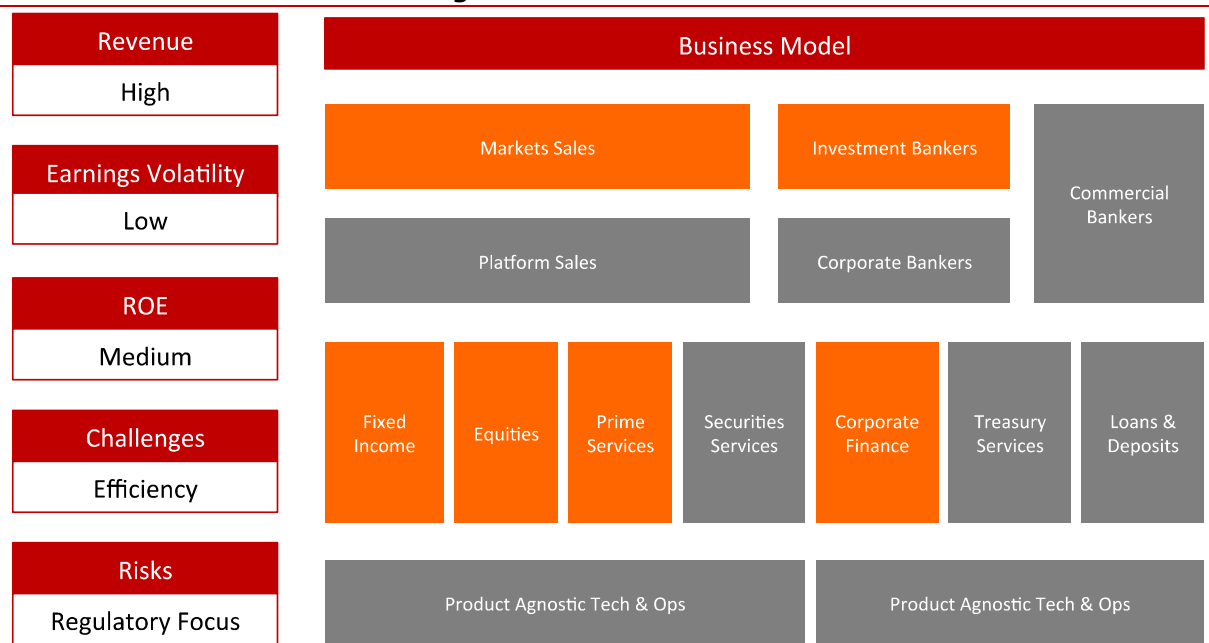 Revenue
High
Earnings Volatility
Low
ROE
Medium
Challenges
Efficiency
Risks
Regulatory Focus
Business Model
Markets Sales
Investment Bankers
Commercial
Bankers
Platform Sales
Corporate Bankers
Fixed
Income
Equities
Prime
Services
Securities
Services
Corporate
Finance
Treasury
Services
Loans &
Deposits
Product Agnostic Tech & Ops
Product Agnostic Tech & Ops